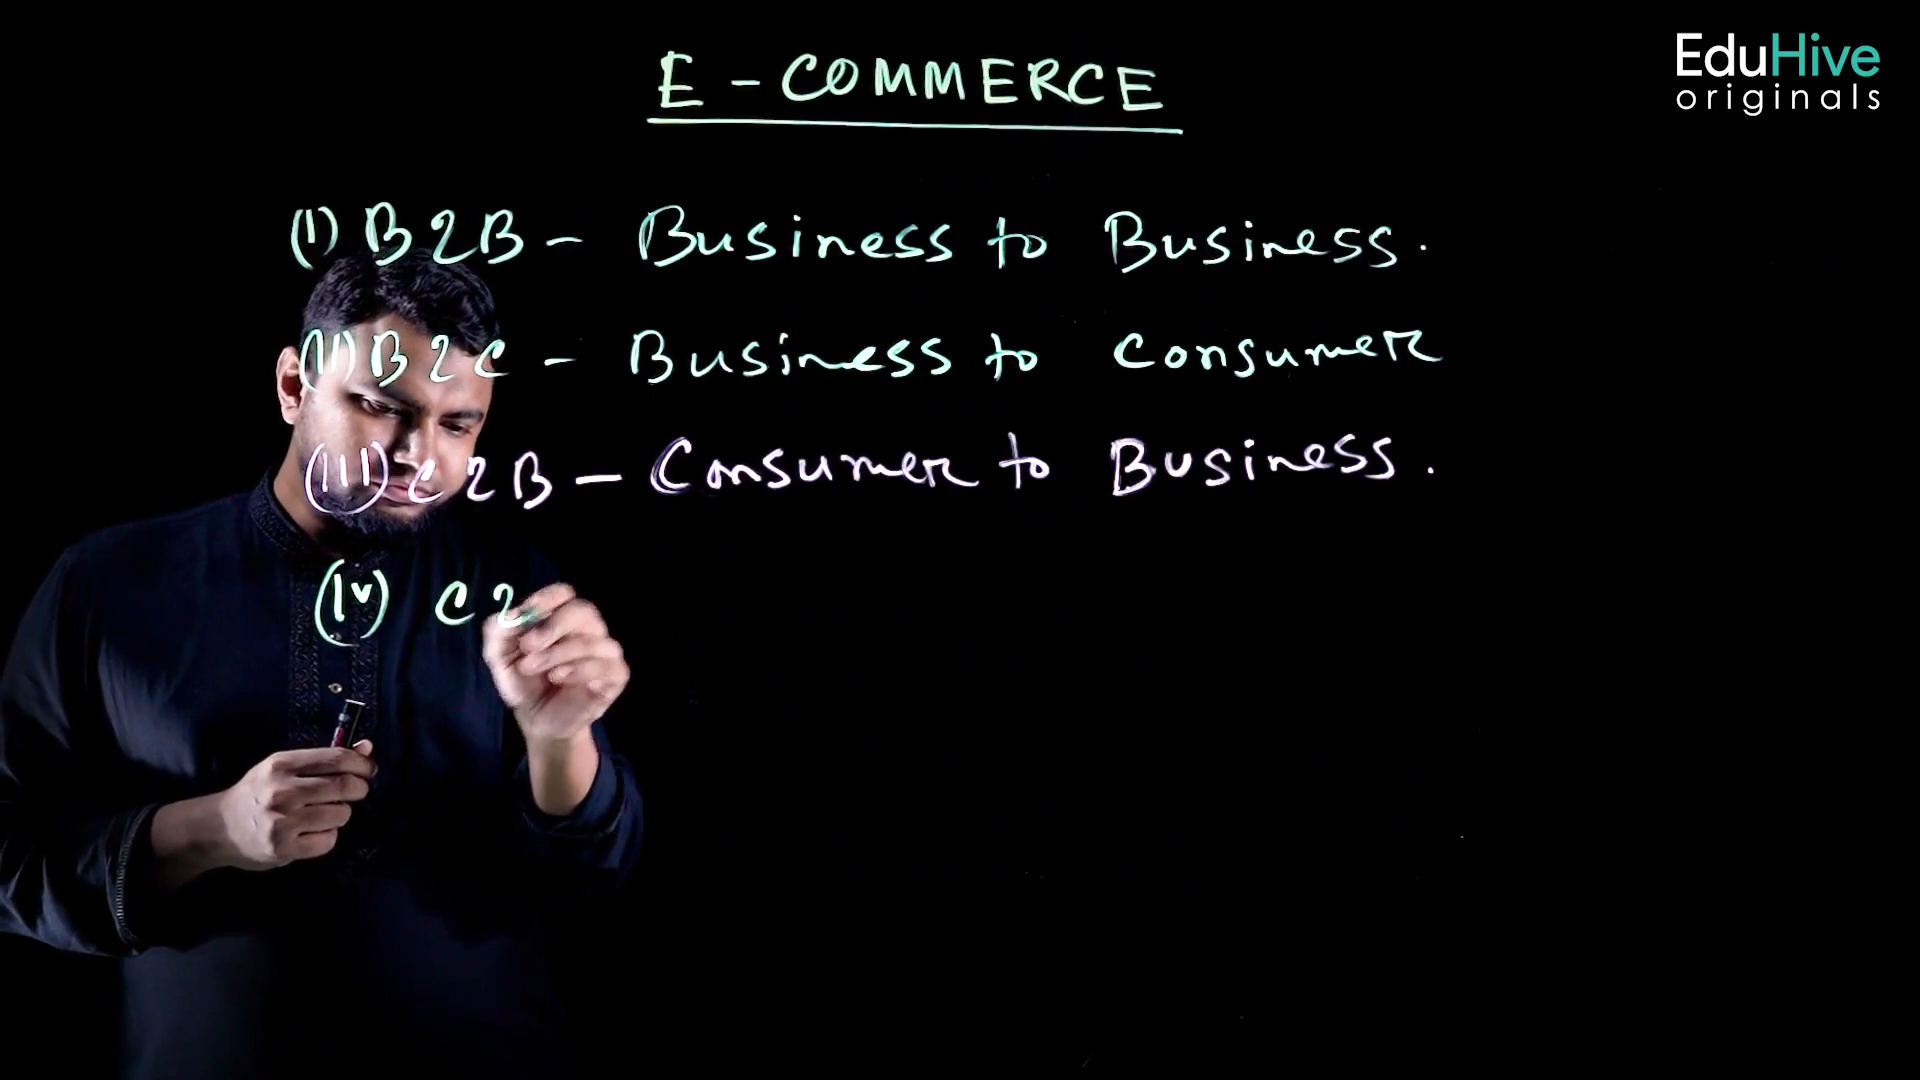 E - COMMERCE
EduHive
originals
(I) B2B - Business to Business.
(II) B2C - Business to Consumer
(III) C2B - Consumer to Business.
(IV) C2